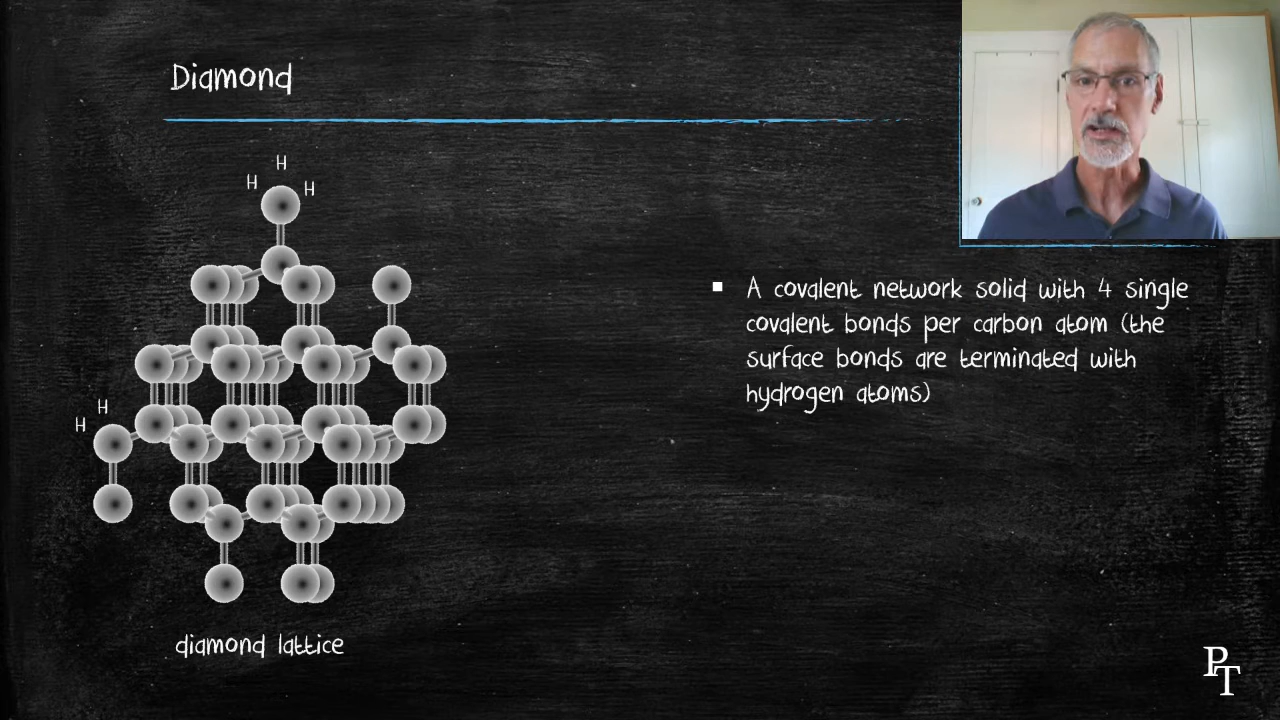 Diamond
H
H H
H
H
A covalent network solid with 4 single
covalent bonds per carbon atom (the
surface bonds are terminated with
hydrogen atoms)
diamond lattice
PT